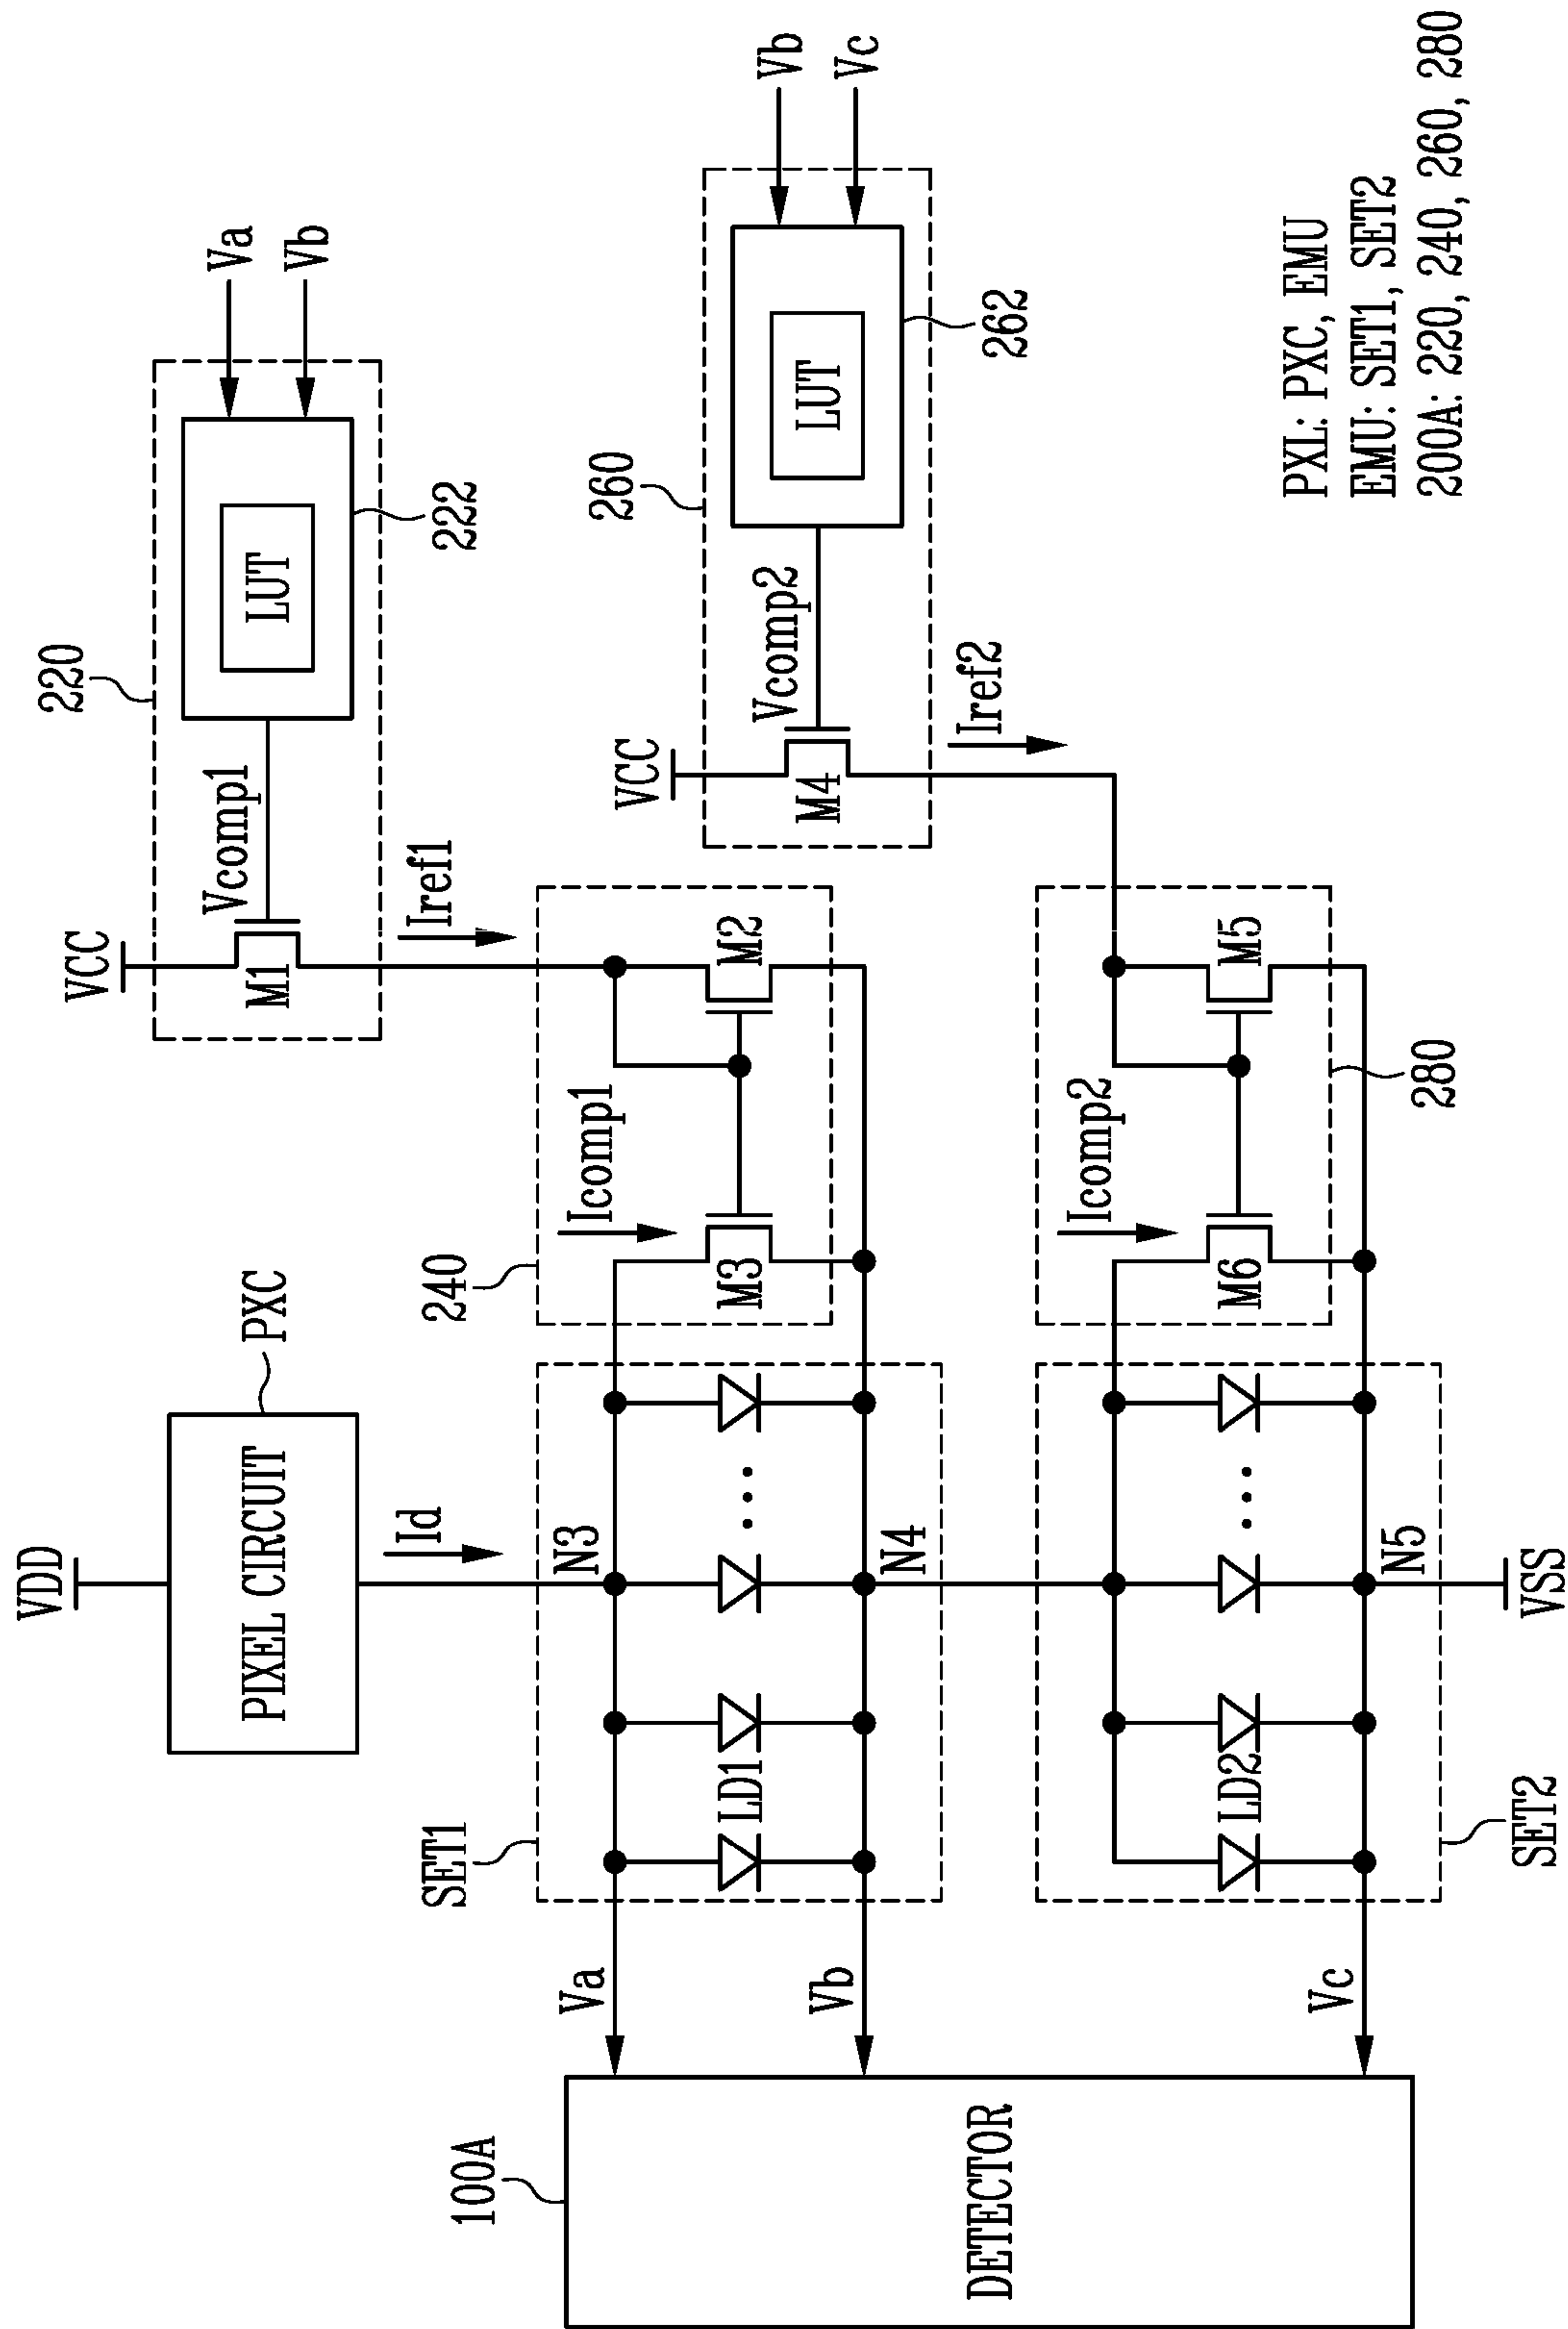 VDD
PIXEL CIRCUIT
PXC
Id
VCC
M1
Vcomp1
220
LUT
222
Va
Vb
Iref1
VCC
M4
Vcomp2
260
LUT
262
Vb
Vc
Iref2
100A
DETECTOR
Va
Vb
Vc
SET1
N3
LD1
N4
240
Icomp1
M3
M2
SET2
LD2
N5
VSS
Icomp2
M6
M5
280
PXL: PXC, EMU
EMU: SET1, SET2
200A: 220, 240, 260, 280